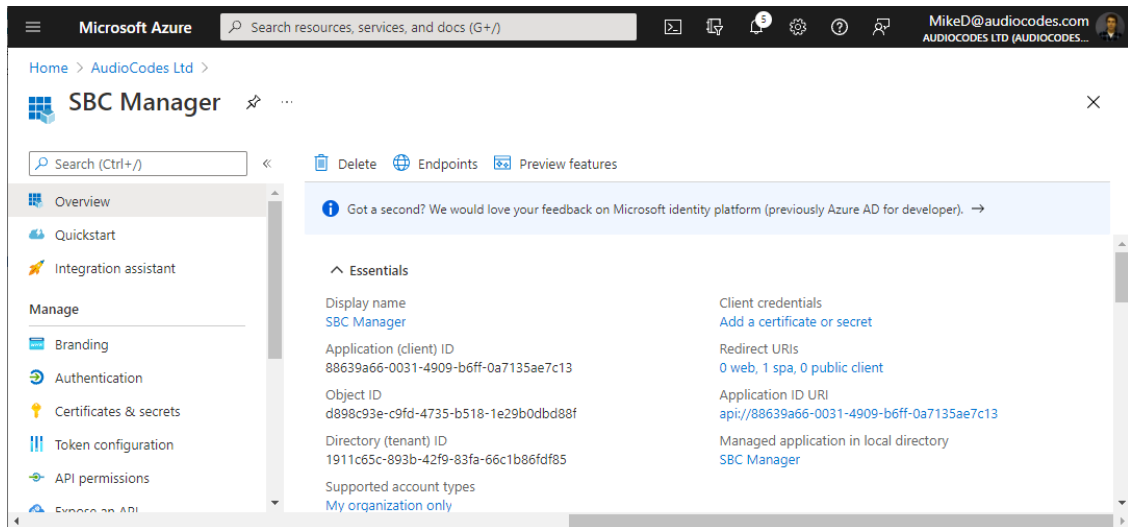 Microsoft Azure
Search resources, services, and docs (G+/)
5
MikeD@audiocodes.com
AUDIOCODES LTD (AUDIOCODES...
Home > AudioCodes Ltd >
SBC Manager
Search (Ctrl+/)
Delete
Endpoints
Preview features
Overview
Got a second? We would love your feedback on Microsoft identity platform (previously Azure AD for developer). →
Quickstart
Integration assistant
Manage
Branding
Authentication
Certificates & secrets
Token configuration
API permissions
Expose an API
Essentials
Display name
SBC Manager
Application (client) ID
88639a66-0031-4909-b6ff-0a7135ae7c13
Object ID
d898c93e-c9fd-4735-b518-1e29b0dbd88f
Directory (tenant) ID
1911c65c-893b-42f9-83fa-66c1b86fdf85
Supported account types
My organization only
Client credentials
Add a certificate or secret
Redirect URIs
0 web, 1 spa, 0 public client
Application ID URI
api://88639a66-0031-4909-b6ff-0a7135ae7c13
Managed application in local directory
SBC Manager